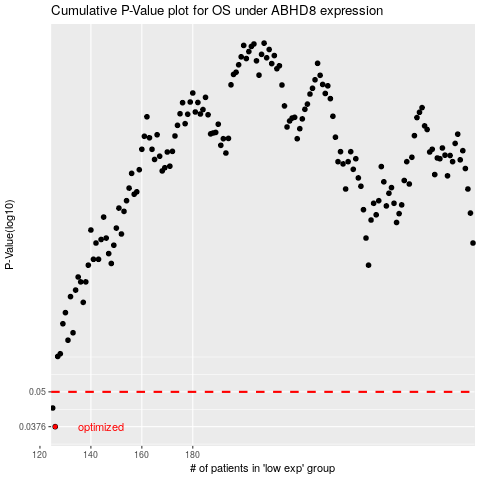 Cumulative P-Value plot for OS under ABHD8 expression
P-Value(log10)
0.05
0.0376
optimized
120 140 160 180
# of patients in 'low exp' group